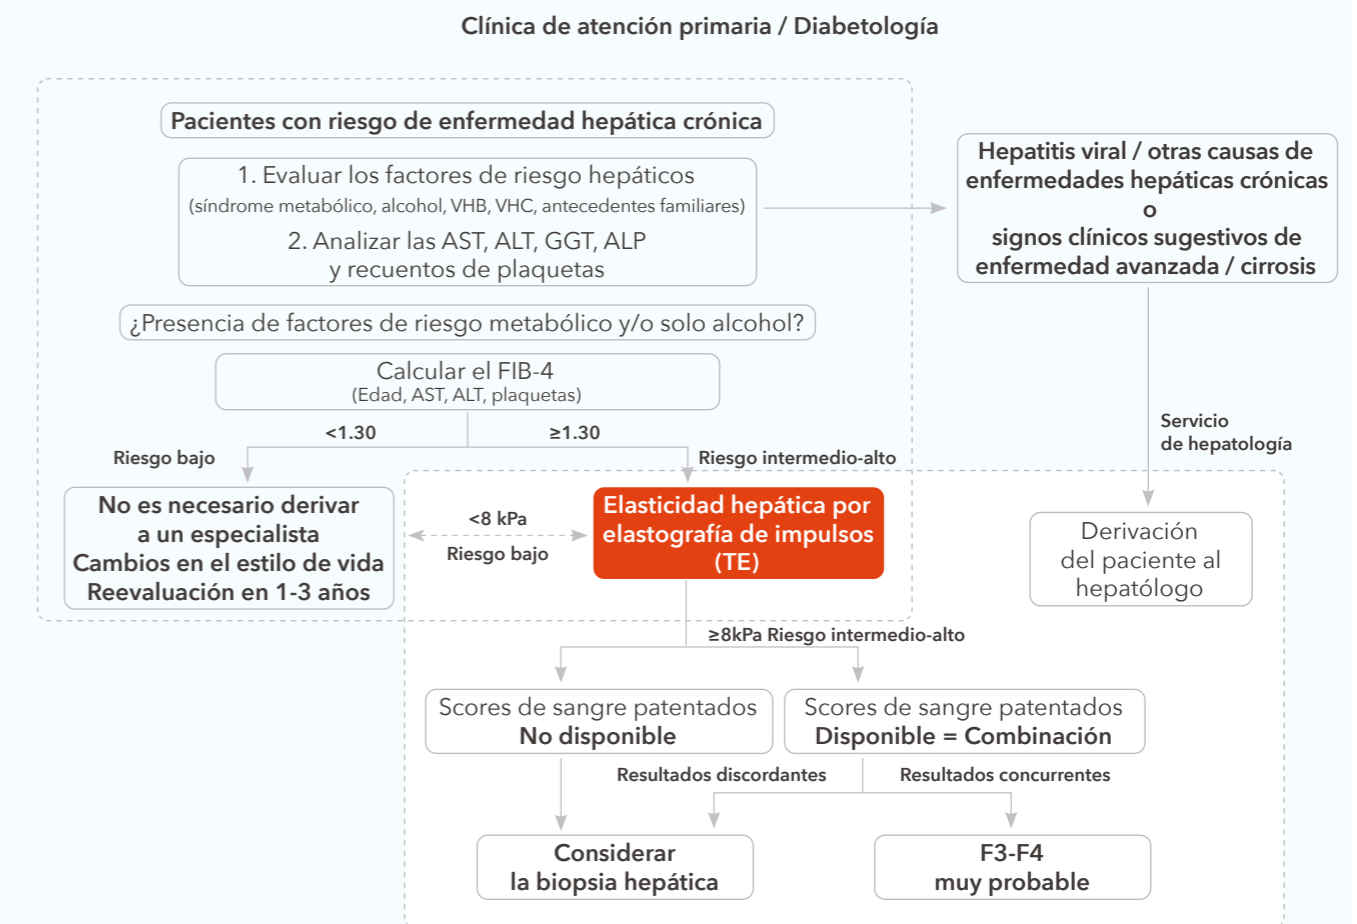 Clínica de atención primaria / Diabetología
Pacientes con riesgo de enfermedad hepática crónica
1. Evaluar los factores de riesgo hepáticos
(síndrome metabólico, alcohol, VHB, VHC, antecedentes familiares)
2. Analizar las AST, ALT, GGT, ALP
y recuentos de plaquetas
Hepatitis viral / otras causas de
enfermedades hepáticas crónicas
o
signos clínicos sugestivos de
enfermedad avanzada / cirrosis
¿Presencia de factores de riesgo metabólico y/o solo alcohol?
Calcular el FIB-4
(Edad, AST, ALT, plaquetas)
<1.30
≥1.30
Riesgo bajo
Riesgo intermedio-alto
Servicio
de hepatología
No es necesario derivar
a un especialista
Cambios en el estilo de vida
Reevaluación en 1-3 años
<8 kPa
Riesgo bajo
Elasticidad hepática por
elastografía de impulsos
(TE)
Derivación
del paciente al
hepatólogo
≥8kPa Riesgo intermedio-alto
Scores de sangre patentados
No disponible
Scores de sangre patentados
Disponible = Combinación
Resultados discordantes
Resultados concurrentes
Considerar
la biopsia hepática
F3-F4
muy probable